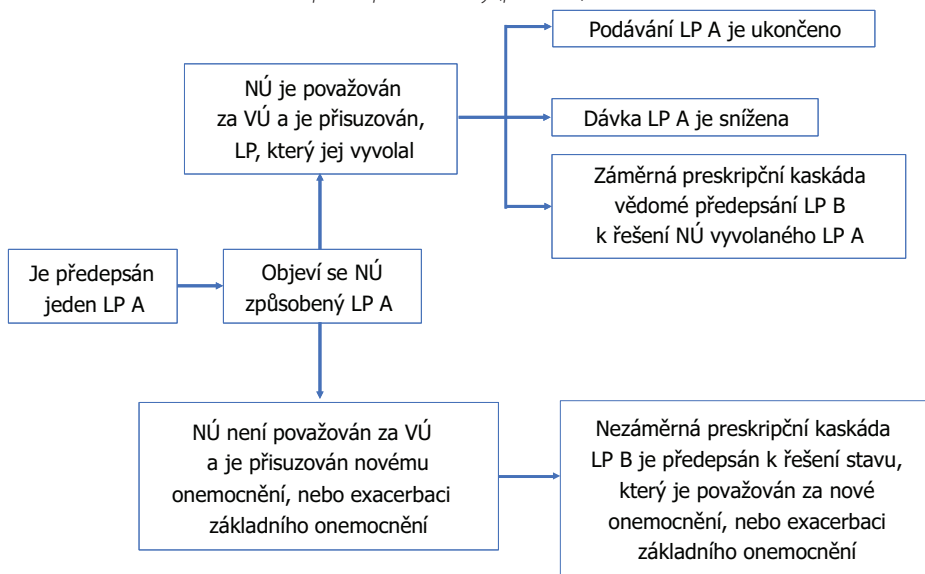 Podávání LP A je ukončeno
NÚ je považován
za VÚ a je přisuzován,
LP, který jej vyvolal
Dávka LP A je snížena
Záměrná preskripční kaskáda
vědomé předepsání LP B
k řešení NÚ vyvolaného LP A
Je předepsán
jeden LP A
Objeví se NÚ
způsobený LP A
NÚ není považován za VÚ
a je přisuzován novému
onemocnění, nebo exacerbaci
základního onemocnění
Nezáměrná preskripční kaskáda
LP B je předepsán k řešení stavu,
který je považován za nové
onemocnění, nebo exacerbaci
základního onemocnění